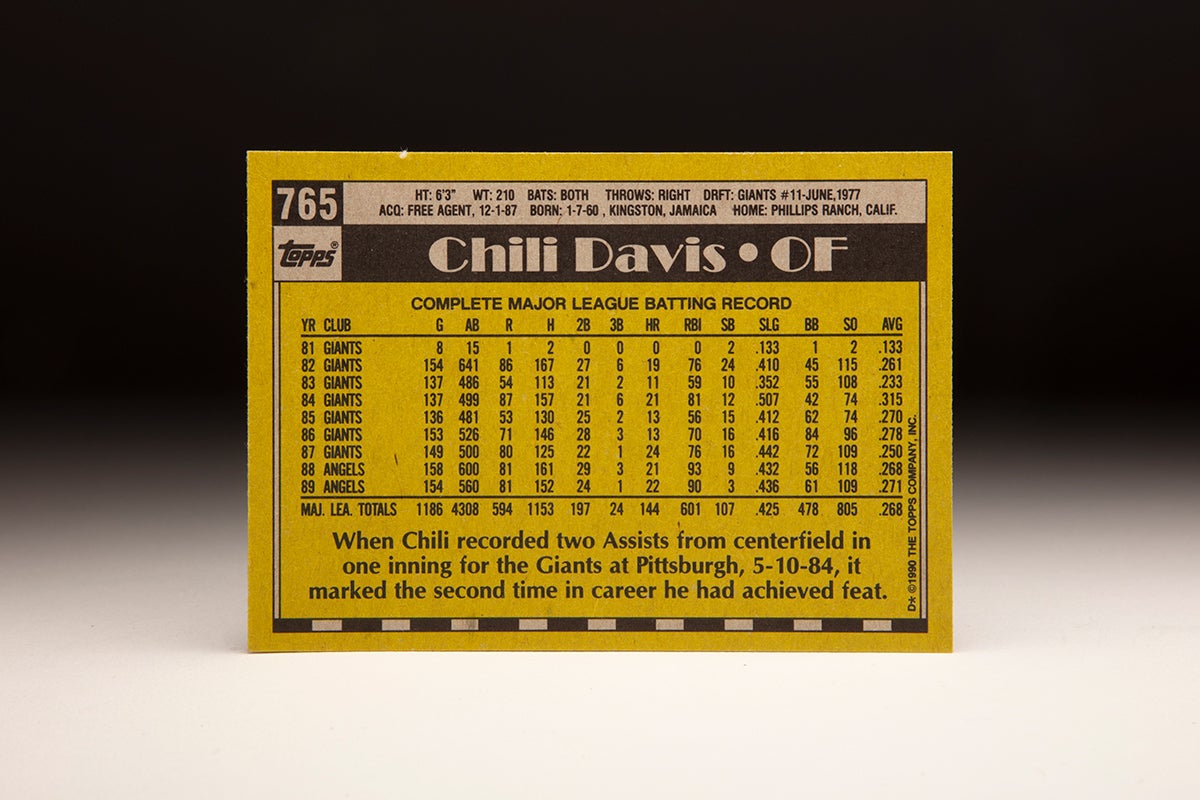 765
HT: 6'3" WT: 210 BATS: BOTH THROWS: RIGHT DRFT: GIANTS #11-JUNE,1977
ACQ: FREE AGENT, 12-1-87 BORN: 1-7-60 , KINGSTON, JAMAICA HOME: PHILLIPS RANCH, CALIF.
topps®
Chili Davis • OF
COMPLETE MAJOR LEAGUE BATTING RECORD
YR CLUB G AB R H 2B 3B HR RBI SB SLG BB SO AVG
81 GIANTS 8 15 1 2 0 0 0 0 2 .133 1 2 .133
82 GIANTS 154 641 86 167 27 6 19 76 24 .410 45 115 .261
83 GIANTS 137 486 54 113 21 2 11 59 10 .352 55 108 .233
84 GIANTS 137 499 87 157 21 6 21 81 12 .507 42 74 .315
85 GIANTS 136 481 53 130 25 2 13 56 15 .412 62 74 .270
86 GIANTS 153 526 71 146 28 3 13 70 16 .416 84 96 .278
87 GIANTS 149 500 80 125 22 1 24 76 16 .442 72 109 .250
88 ANGELS 158 600 81 161 29 3 21 93 9 .432 56 118 .268
89 ANGELS 154 560 81 152 24 1 22 90 3 .436 61 109 .271
MAJ. LEA. TOTALS 1186 4308 594 1153 197 24 144 601 107 .425 478 805 .268
When Chili recorded two Assists from centerfield in
one inning for the Giants at Pittsburgh, 5-10-84, it
marked the second time in career he had achieved feat.
D* ©1990 THE TOPPS COMPANY, INC.